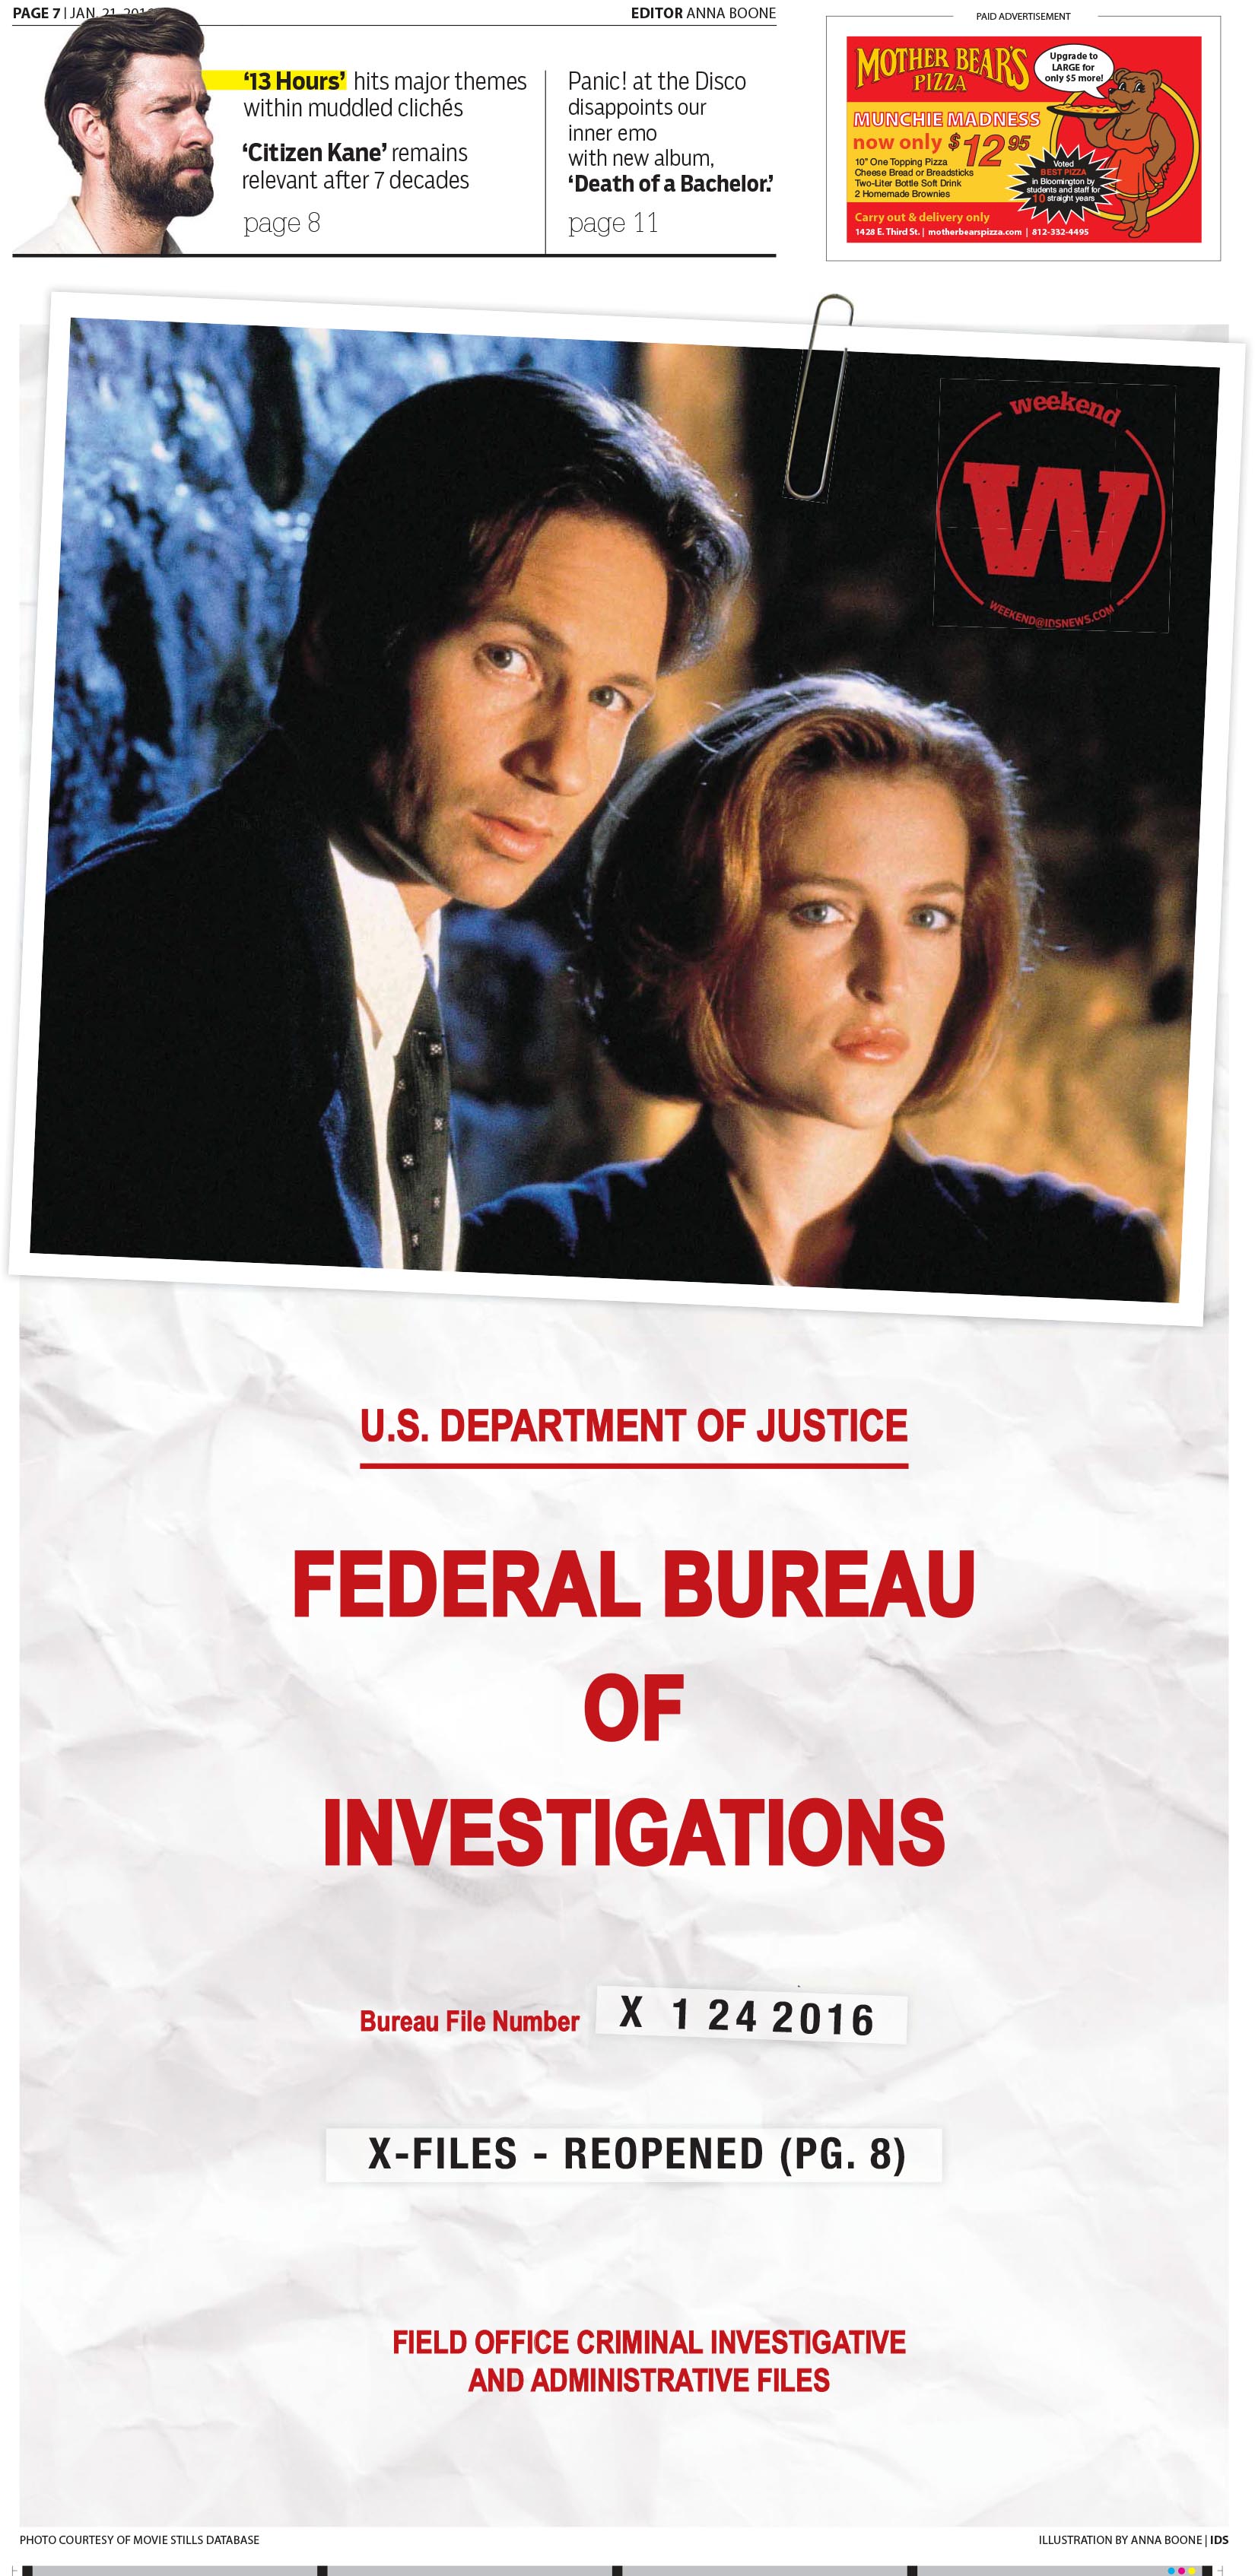 PAGE 7 | JAN. 21, 2016
EDITOR ANNA BOONE
‘13 Hours’ hits major themes
within muddled clichés
‘Citizen Kane’ remains
relevant after 7 decades
page 8
Panic! at the Disco
disappoints our
inner emo
with new album,
‘Death of a Bachelor.’
page 11
PAID ADVERTISEMENT
MOTHER BEAR'S
PIZZA
Upgrade to
LARGE for
only $5 more!
MUNCHIE MADNESS
now only $12.95
10" One Topping Pizza
Cheese Bread or Breadsticks
Two-Liter Bottle Soft Drink
2 Homemade Brownies
Voted
BEST PIZZA
in Bloomington by
students and staff for
10 straight years
Carry out & delivery only
1428 E. Third St. | motherbearspizza.com | 812-332-4495
weekend
W
WEEKEND@IDSNEWS.COM
U.S. DEPARTMENT OF JUSTICE
FEDERAL BUREAU
OF
INVESTIGATIONS
Bureau File Number X 1 24 2016
X-FILES - REOPENED (PG. 8)
FIELD OFFICE CRIMINAL INVESTIGATIVE
AND ADMINISTRATIVE FILES
PHOTO COURTESY OF MOVIE STILLS DATABASE
ILLUSTRATION BY ANNA BOONE | IDS